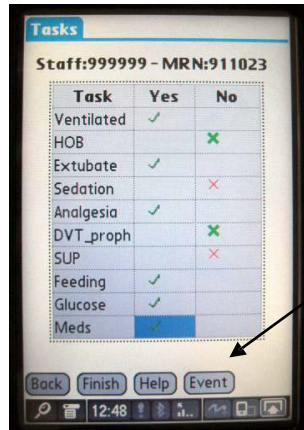 Tasks
Staff:999999 - MRN:911023
Task Yes No
Ventilated
HOB
Extubate
Sedation
Analgesia
DVT_proph
SUP
Feeding
Glucose
Meds
Back Finish Help Event
12:48